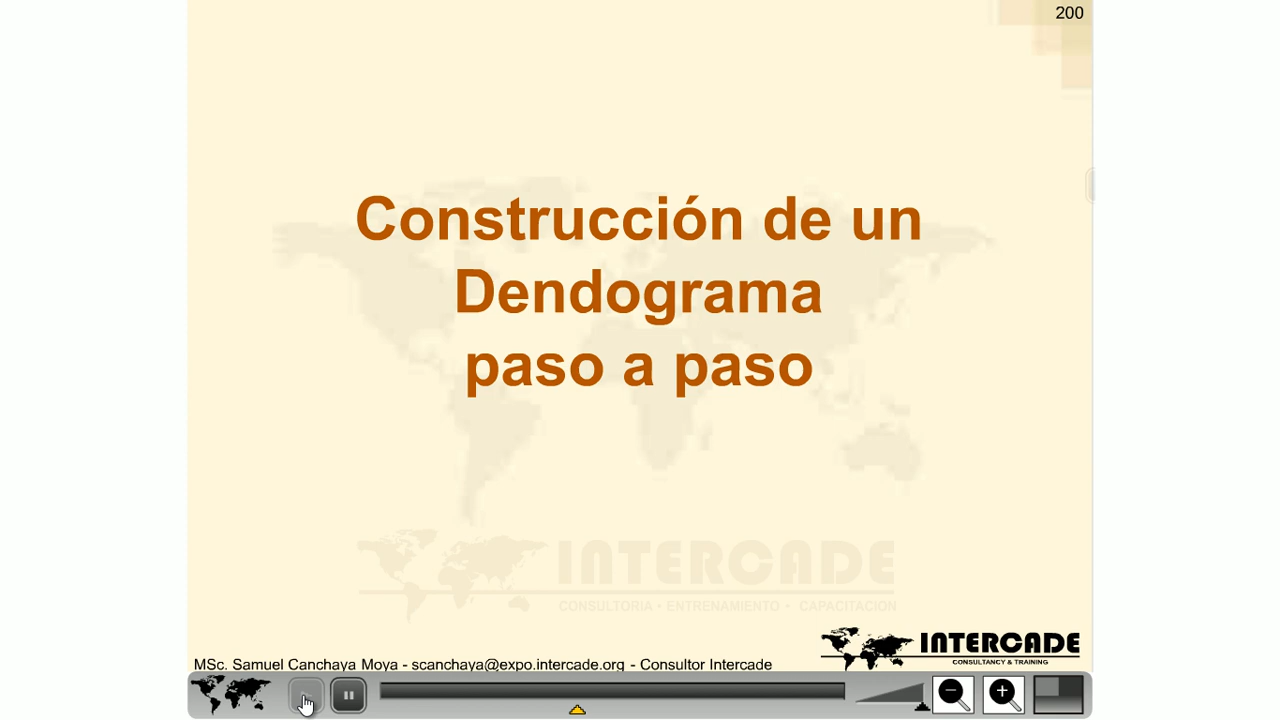 200
Construcción de un
Dendograma
paso a paso
INTERCADE
CONSULTORIA • ENTRENAMIENTO • CAPACITACION
INTERCADE
CONSULTANCY & TRAINING
MSc. Samuel Canchaya Moya - scanchaya@expo.intercade.org - Consultor Intercade